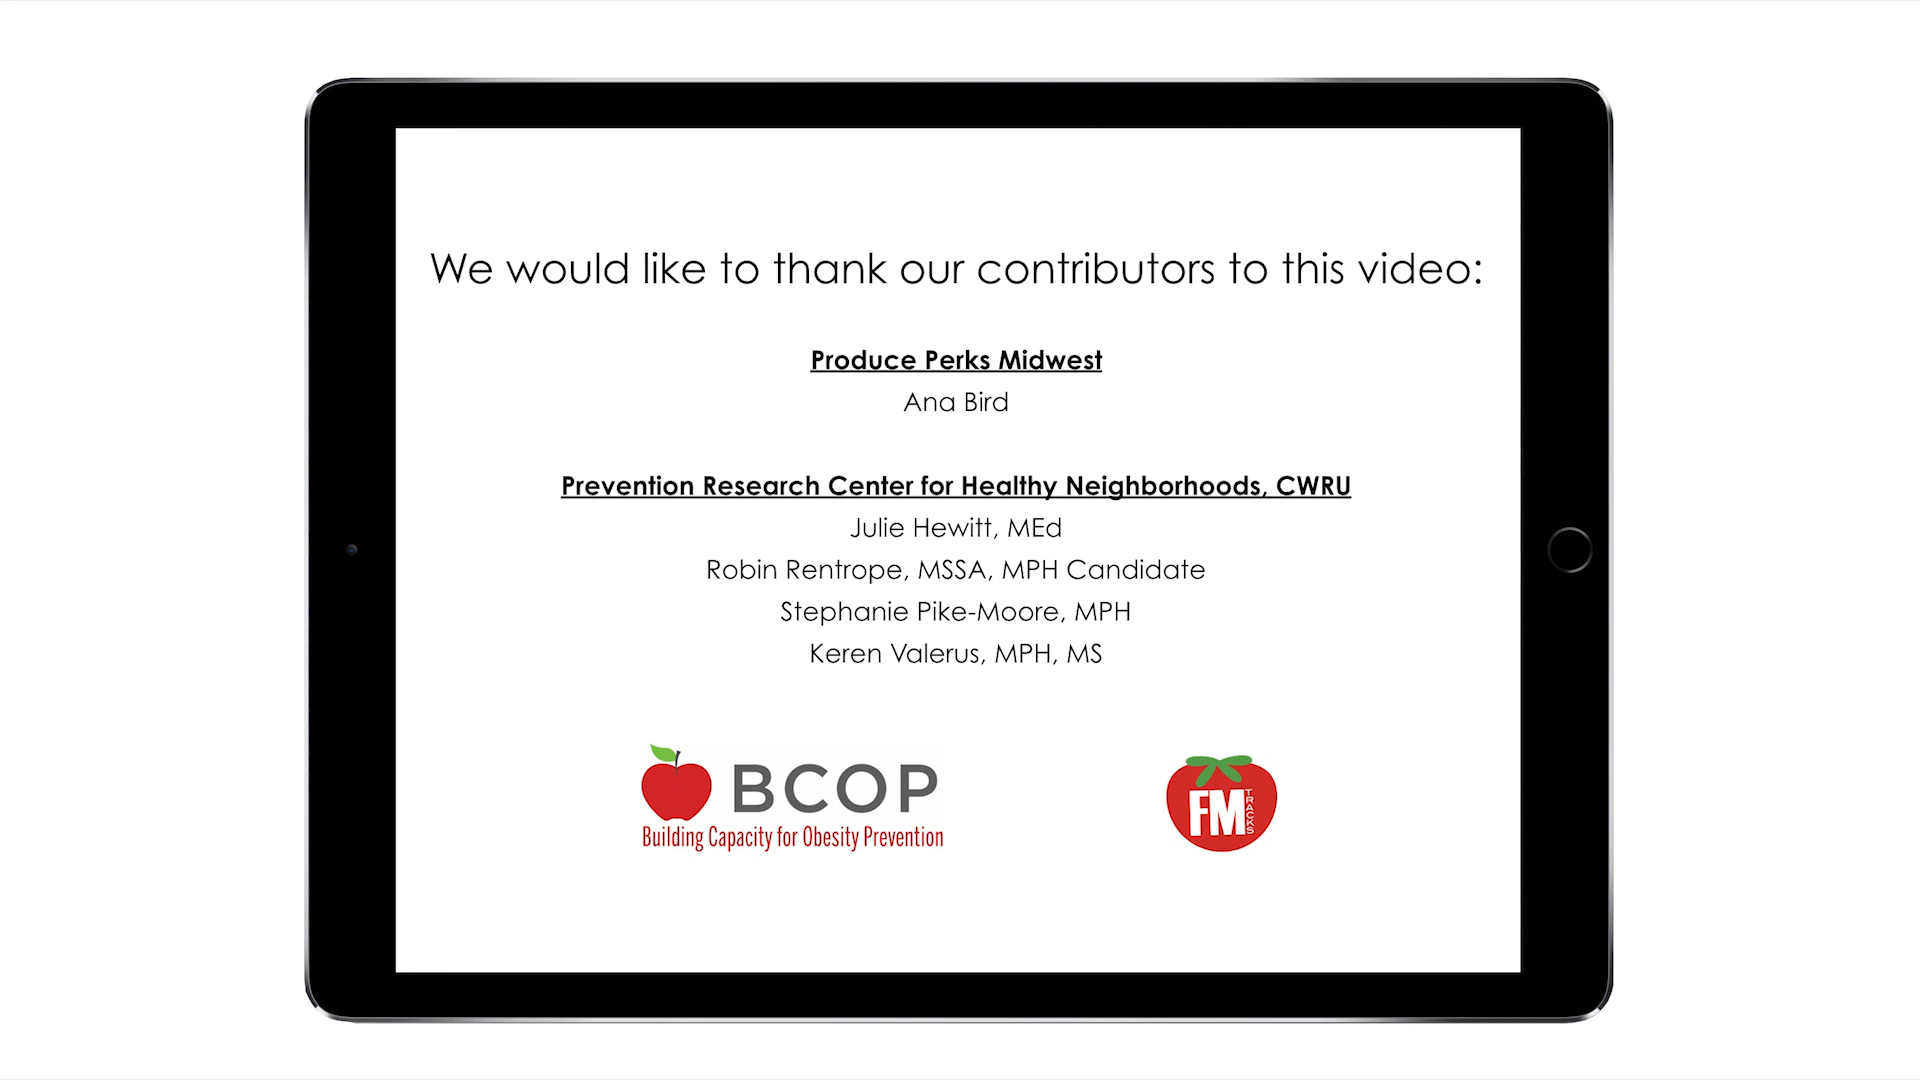 We would like to thank our contributors to this video:
Produce Perks Midwest
Ana Bird
Prevention Research Center for Healthy Neighborhoods, CWRU
Julie Hewitt, MEd
Robin Rentrope, MSSA, MPH Candidate
Stephanie Pike-Moore, MPH
Keren Valerus, MPH, MS
BCOP
Building Capacity for Obesity Prevention
FM
TRACKS